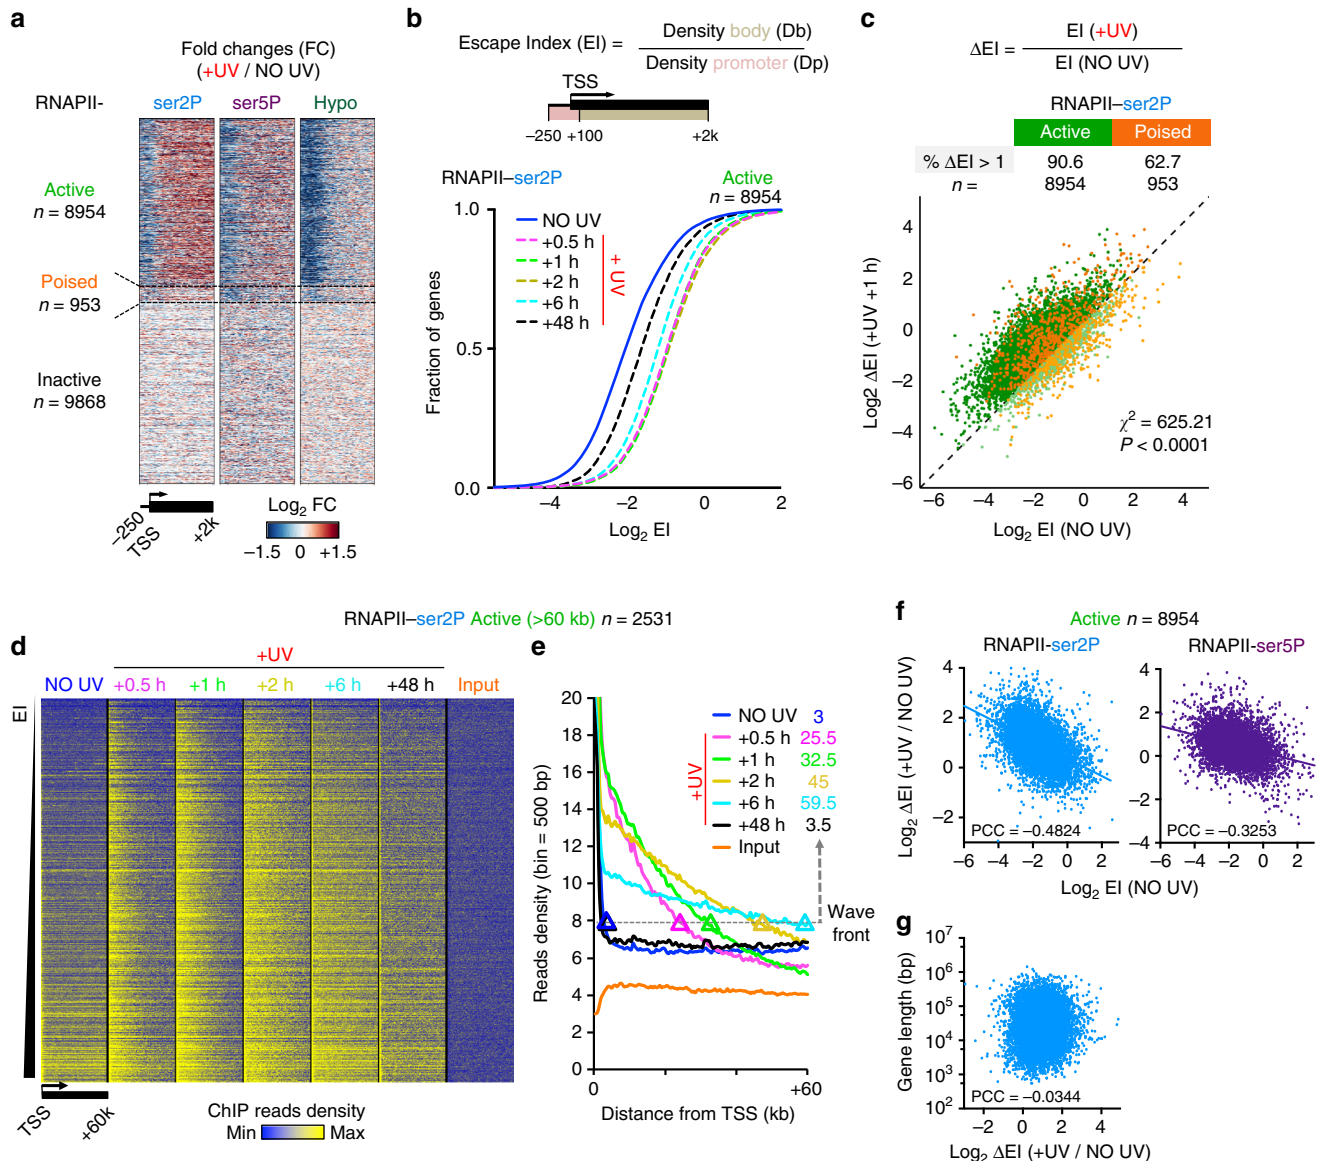 a
Fold changes (FC)
(+UV / NO UV)
RNAPII- ser2P ser5P Hypo
Active
n = 8954
Poised
n = 953
Inactive
n = 9868
–250
TSS
+2k
Log2 FC
–1.5 0 +1.5
b
Escape Index (EI) = Density body (Db)
Density promoter (Dp)
TSS
–250 +100 +2k
RNAPII–ser2P
Active
n = 8954
NO UV
+0.5 h
+1 h
+2 h
+6 h
+48 h
+ UV
1.0
0.5
0.0
Fraction of genes
–4 –2 0 2
Log2 EI
c
ΔEI = EI (+UV)
EI (NO UV)
RNAPII–ser2P
Active Poised
% ΔEI > 1 90.6 62.7
n = 8954 953
4
2
0
–2
–4
–6
Log2 ΔEI (+UV +1 h)
χ2 = 625.21
P < 0.0001
–6 –4 –2 0 2 4
Log2 EI (NO UV)
RNAPII–ser2P Active (>60 kb) n = 2531
d
+UV
NO UV +0.5 h +1 h +2 h +6 h +48 h Input
EI
TSS
+60k
ChIP reads density
Min Max
e
20
18
16
14
12
10
8
6
4
2
0
Reads density (bin = 500 bp)
NO UV 3
+0.5 h 25.5
+1 h 32.5
+2 h 45
+6 h 59.5
+48 h 3.5
Input
+UV
Wave
front
0 +60
Distance from TSS (kb)
f
Active n = 8954
RNAPII-ser2P RNAPII-ser5P
4
2
0
–2
Log2 ΔEI (+UV / NO UV)
PCC = –0.4824
–6 –4 –2 0 2
4
2
0
–2
–4
PCC = –0.3253
–6 –4 –2 0 2
Log2 EI (NO UV)
g
10^7
10^6
10^5
10^4
10^3
10^2
Gene length (bp)
PCC = –0.0344
–2 0 2 4
Log2 ΔEI (+UV / NO UV)